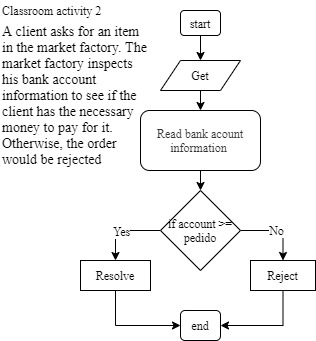 Classroom activity 2
A client asks for an item
in the market factory. The
market factory inspects
his bank account
information to see if the
client has the necessary
money to pay for it.
Otherwise, the order
would be rejected
start
Get
Read bank acount
information
if account >=
pedido
Yes
No
Resolve
Reject
end